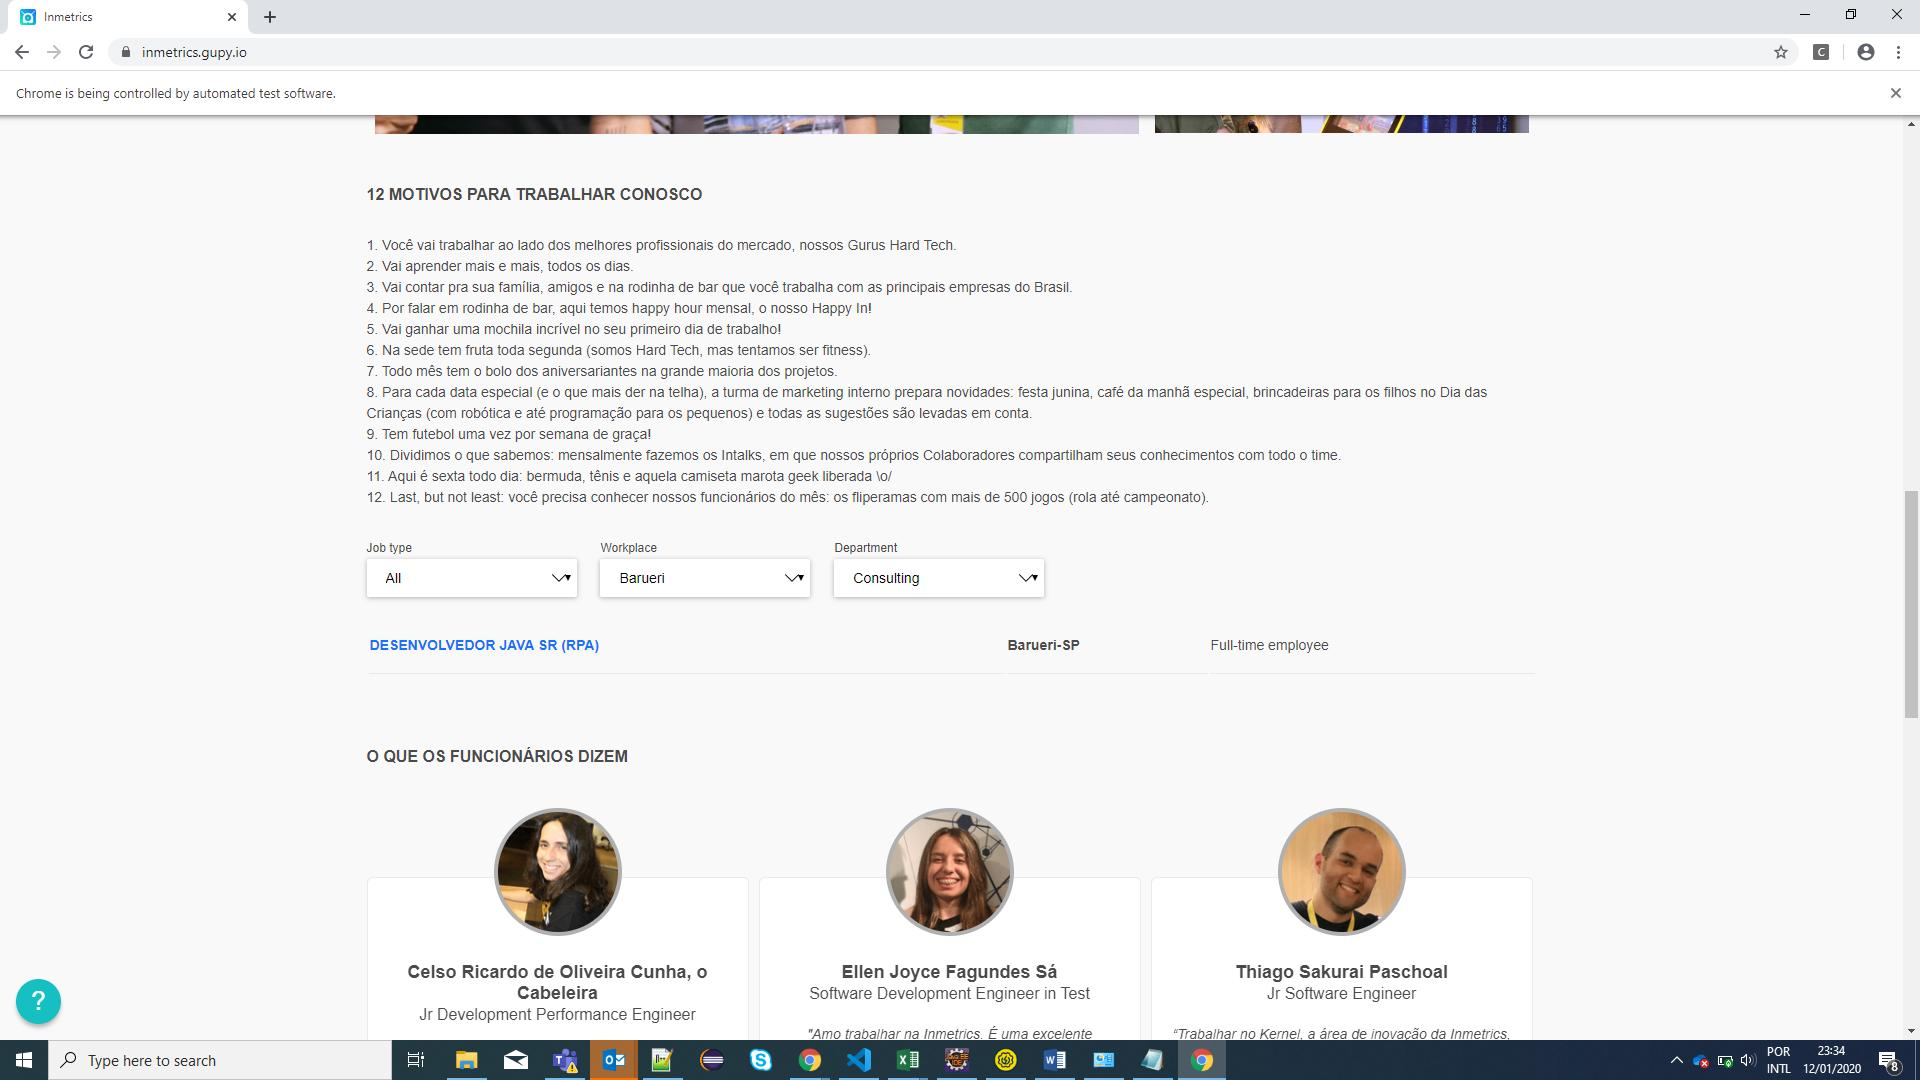 Inmetrics
inmetrics.gupy.io
C
Chrome is being controlled by automated test software.
12 MOTIVOS PARA TRABALHAR CONOSCO
1. Você vai trabalhar ao lado dos melhores profissionais do mercado, nossos Gurus Hard Tech.
2. Vai aprender mais e mais, todos os dias.
3. Vai contar pra sua família, amigos e na rodinha de bar que você trabalha com as principais empresas do Brasil.
4. Por falar em rodinha de bar, aqui temos happy hour mensal, o nosso Happy In!
5. Vai ganhar uma mochila incrível no seu primeiro dia de trabalho!
6. Na sede tem fruta toda segunda (somos Hard Tech, mas tentamos ser fitness).
7. Todo mês tem o bolo dos aniversariantes na grande maioria dos projetos.
8. Para cada data especial (e o que mais der na telha), a turma de marketing interno prepara novidades: festa junina, café da manhã especial, brincadeiras para os filhos no Dia das
Crianças (com robótica e até programação para os pequenos) e todas as sugestões são levadas em conta.
9. Tem futebol uma vez por semana de graça!
10. Dividimos o que sabemos: mensalmente fazemos os Intalks, em que nossos próprios Colaboradores compartilham seus conhecimentos com todo o time.
11. Aqui é sexta todo dia: bermuda, tênis e aquela camiseta marota geek liberada \o/
12. Last, but not least: você precisa conhecer nossos funcionários do mês: os fliperamas com mais de 500 jogos (rola até campeonato).
Job type Workplace Department
All Barueri Consulting
DESENVOLVEDOR JAVA SR (RPA) Barueri-SP Full-time employee
O QUE OS FUNCIONÁRIOS DIZEM
Celso Ricardo de Oliveira Cunha, o
Cabeleira
Jr Development Performance Engineer
Ellen Joyce Fagundes Sá
Software Development Engineer in Test
"Amo trabalhar na Inmetrics. É uma excelente
Thiago Sakurai Paschoal
Jr Software Engineer
“Trabalhar no Kernel, a área de inovação da Inmetrics,
?
Type here to search
POR
INTL
23:34
12/01/2020
8